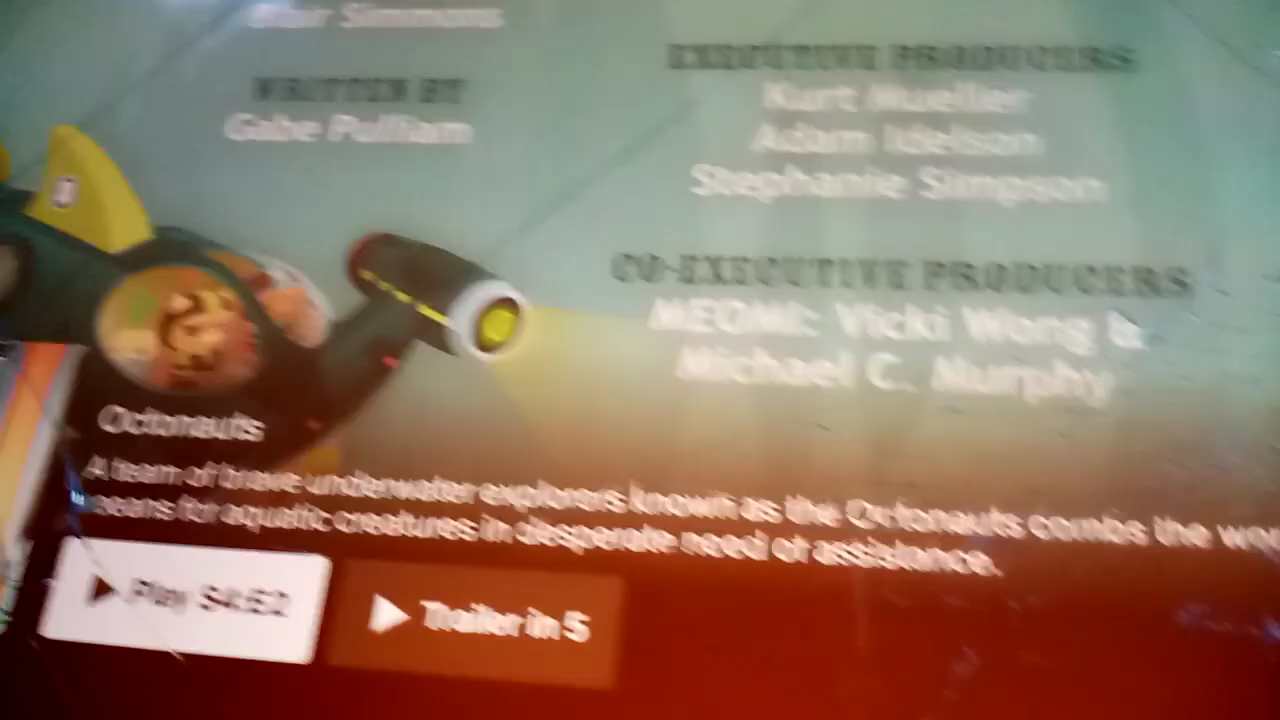 Simmons
WRITTEN BY
Gabe Pulliam
EXECUTIVE PRODUCERS
Kurt Mueller
Adam Idelson
Stephanie Simpson
CO-EXECUTIVE PRODUCERS
MEOMI: Vicki Wong &
Michael C. Murphy
Octonauts
A team of brave underwater explorers known as the Octonauts combs the
for aquatic creatures in desperate need of assistance.
Play S4:E2
Trailer in 5